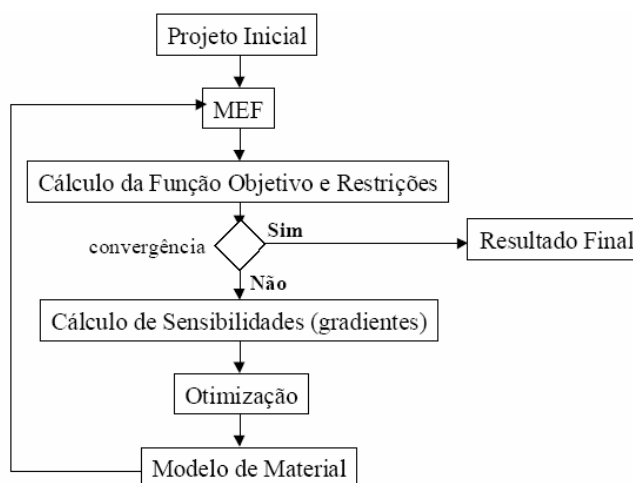 Projeto Inicial
MEF
Cálculo da Função Objetivo e Restrições
convergência
Sim
Resultado Final
Não
Cálculo de Sensibilidades (gradientes)
Otimização
Modelo de Material